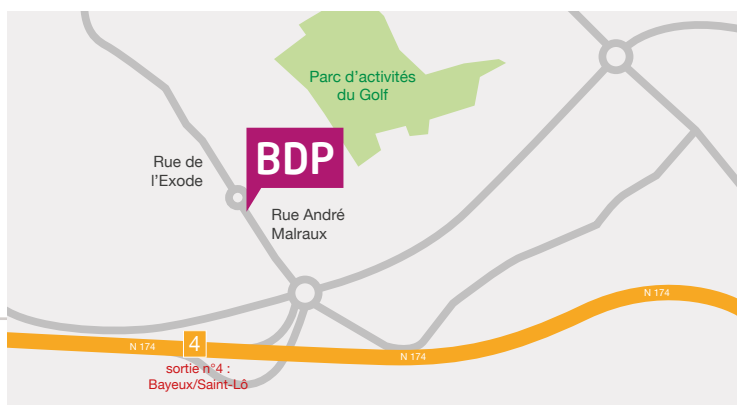 Parc d'activités
du Golf
BDP
Rue de
l'Exode
Rue André
Malraux
N 174
N 174
4
N 174
sortie n°4 :
Bayeux/Saint-Lô